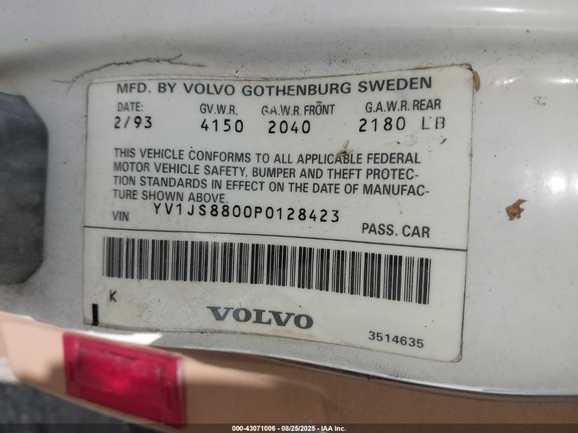 MFD. BY VOLVO GOTHENBURG SWEDEN
DATE: G.V.W.R. G.A.W.R. FRONT G.A.W.R. REAR
2/93 4150 2040 2180 LB
THIS VEHICLE CONFORMS TO ALL APPLICABLE FEDERAL
MOTOR VEHICLE SAFETY, BUMPER AND THEFT PROTEC-
TION STANDARDS IN EFFECT ON THE DATE OF MANUFAC-
TURE SHOWN ABOVE.
VIN YV1JS8800P0128423
PASS. CAR
K
VOLVO
3514635
000-43071006 - 08/25/2025 - IAA Inc.